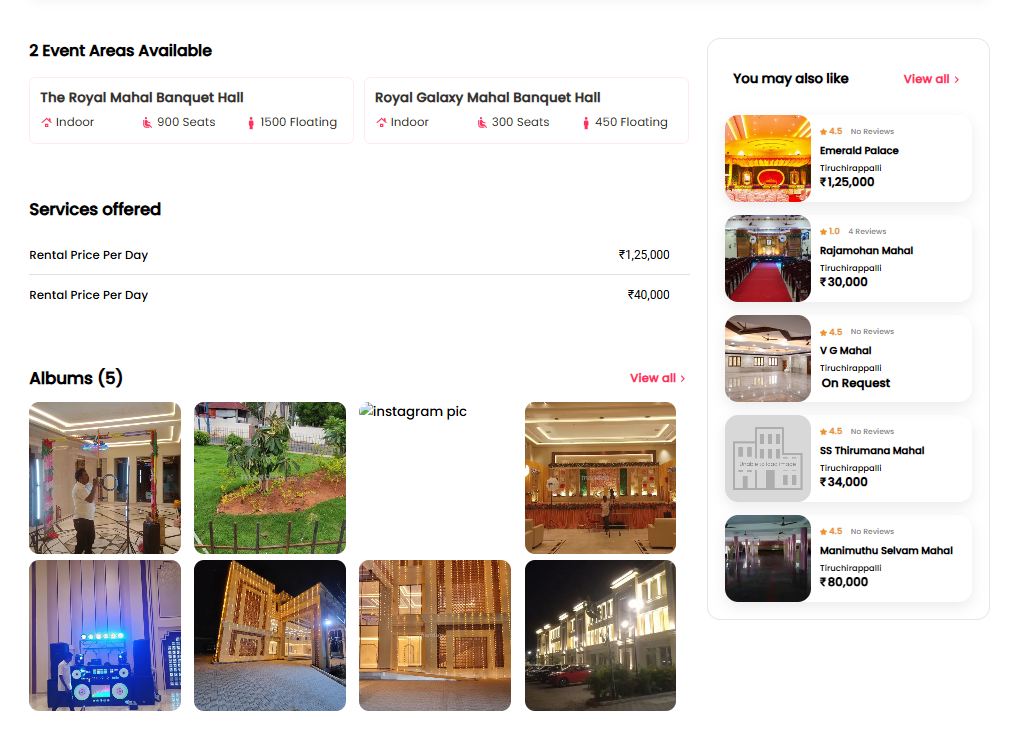 2 Event Areas Available
The Royal Mahal Banquet Hall
Indoor 900 Seats 1500 Floating
Royal Galaxy Mahal Banquet Hall
Indoor 300 Seats 450 Floating
Services offered
Rental Price Per Day ₹1,25,000
Rental Price Per Day ₹40,000
Albums (5) View all >
instagram pic
You may also like View all >
4.5 No Reviews
Emerald Palace
Tiruchirappalli
₹1,25,000
1.0 4 Reviews
Rajamohan Mahal
Tiruchirappalli
₹30,000
4.5 No Reviews
V G Mahal
Tiruchirappalli
On Request
Unable to load image
4.5 No Reviews
SS Thirumana Mahal
Tiruchirappalli
₹34,000
4.5 No Reviews
Manimuthu Selvam Mahal
Tiruchirappalli
₹80,000